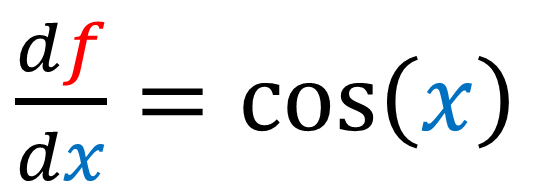 df/dx = cos(x)